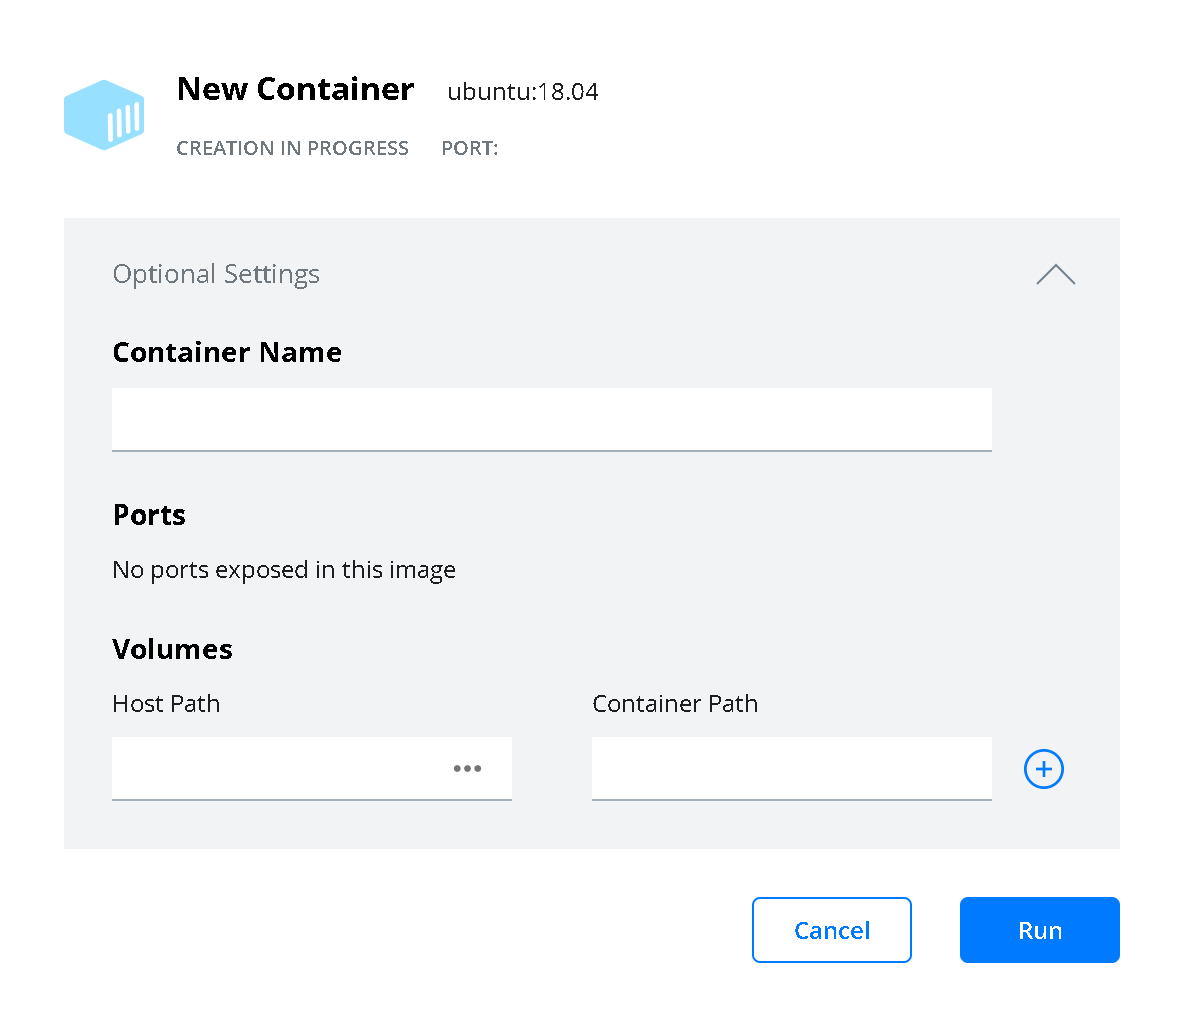 New Container ubuntu:18.04
CREATION IN PROGRESS PORT:
Optional Settings
Container Name
Ports
No ports exposed in this image
Volumes
Host Path Container Path
Cancel Run